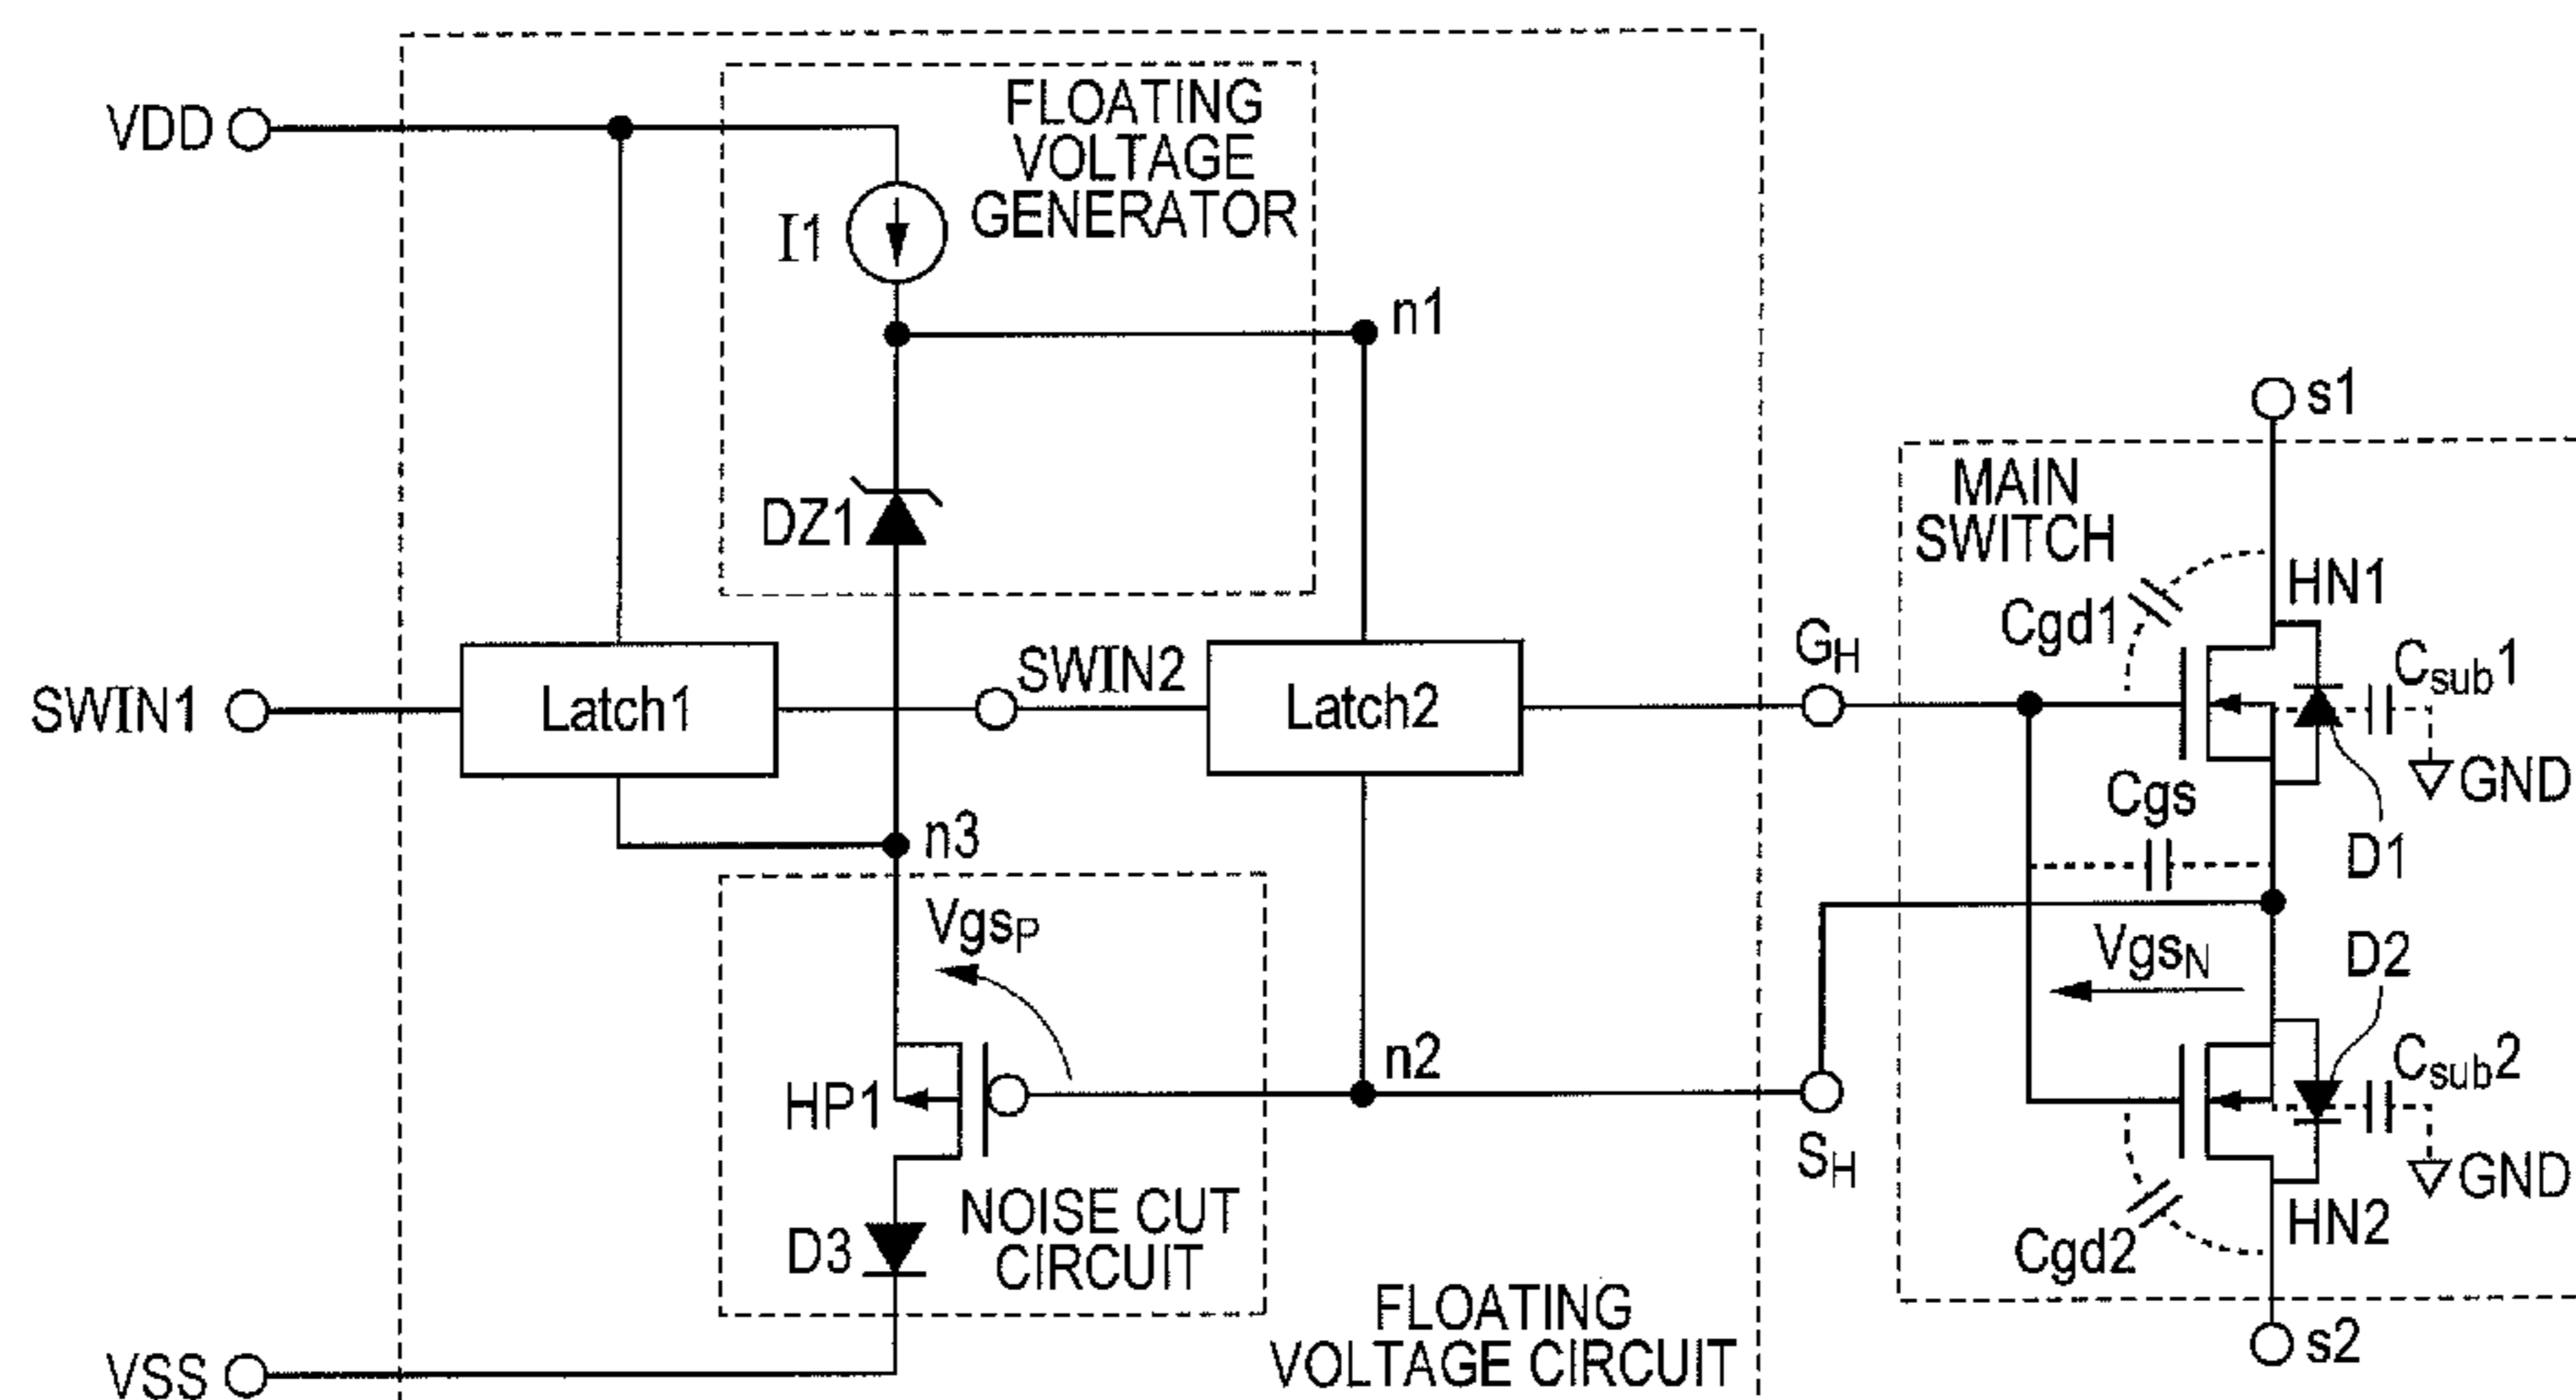 VDD
FLOATING
VOLTAGE
GENERATOR
I1
n1
s1
DZ1
MAIN
SWITCH
HN1
Cgd1
Csub1
SWIN1
Latch1
SWIN2
Latch2
GH
GND
Cgs
D1
n3
VgsP
VgsN
D2
n2
Csub2
HP1
SH
GND
NOISE CUT
CIRCUIT
D3
HN2
Cgd2
FLOATING
VOLTAGE CIRCUIT
VSS
s2